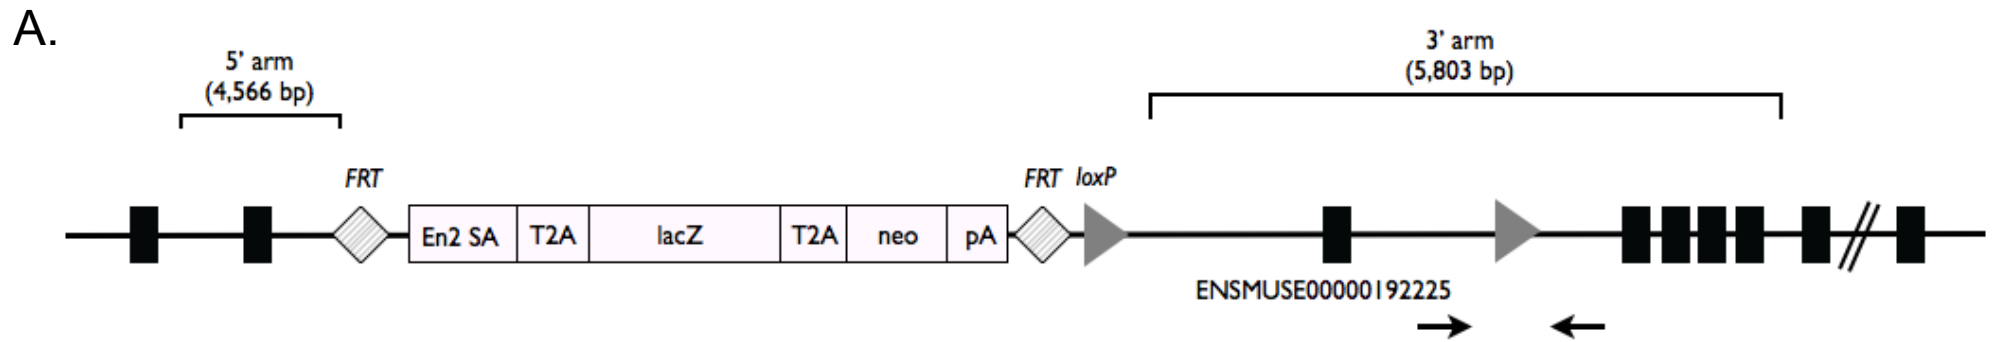 A.
5' arm
(4,566 bp)
3' arm
(5,803 bp)
FRT
FRT loxP
En2 SA T2A lacZ T2A neo pA
ENSMUSE00000192225